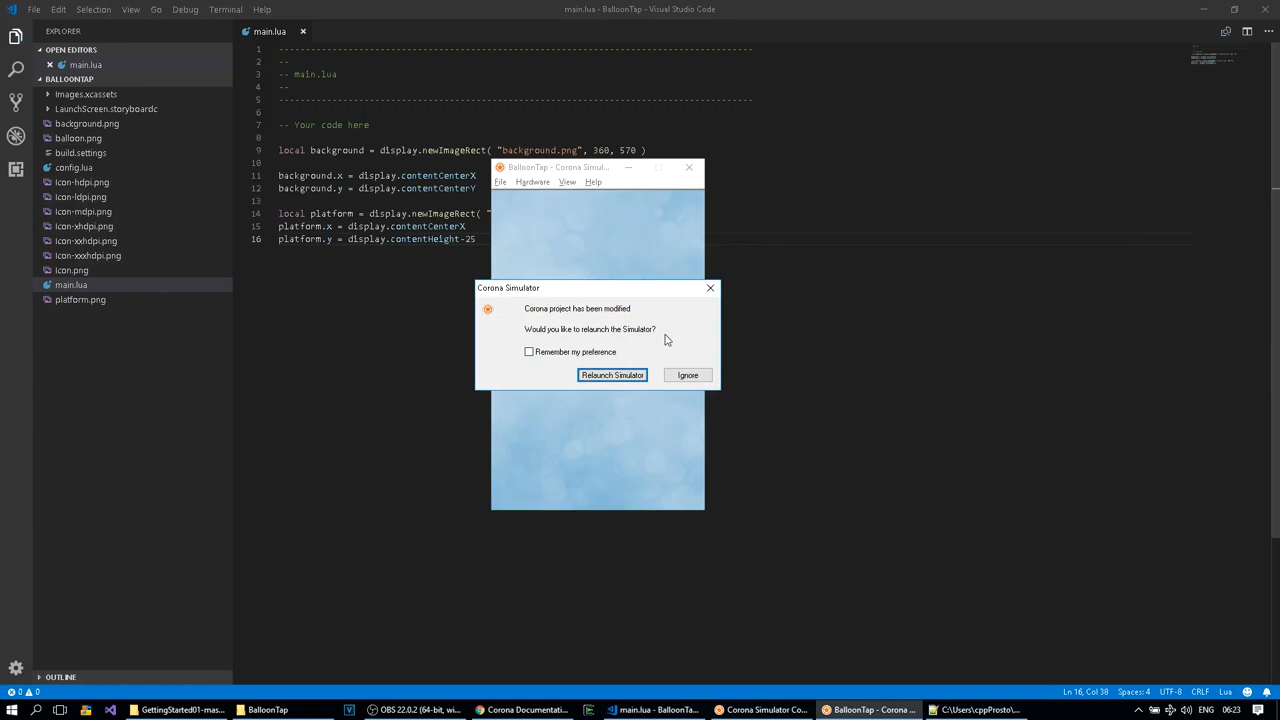 File Edit Selection View Go Debug Terminal Help
main.lua - BalloonTap - Visual Studio Code
EXPLORER
OPEN EDITORS
main.lua
BALLOONTAP
Images.xcassets
LaunchScreen.storyboardc
background.png
balloon.png
build.settings
config.lua
Icon-hdpi.png
Icon-ldpi.png
Icon-mdpi.png
Icon-xhdpi.png
Icon-xxhdpi.png
Icon-xxxhdpi.png
Icon.png
main.lua
platform.png
OUTLINE
main.lua
1 -----------------------------------------------------------------------------------------
2 --
3 -- main.lua
4 --
5 -----------------------------------------------------------------------------------------
6
7 -- Your code here
8
9 local background = display.newImageRect( "background.png", 360, 570 )
10
11 background.x = display.contentCenterX
12 background.y = display.contentCenterY
13
14 local platform = display.newImageRect( "
15 platform.x = display.contentCenterX
16 platform.y = display.contentHeight-25
BalloonTap - Corona Simul...
File Hardware View Help
Corona Simulator
Corona project has been modified
Would you like to relaunch the Simulator?
Remember my preference
Relaunch Simulator Ignore
0 0
Ln 16, Col 38 Spaces: 4 UTF-8 CRLF Lua
GettingStarted01-mas... BalloonTap OBS 22.0.2 (64-bit, wi... Corona Documentati... main.lua - BalloonTa... Corona Simulator Co... BalloonTap - Corona ... C:\Users\cppProsto\... ENG 06:23